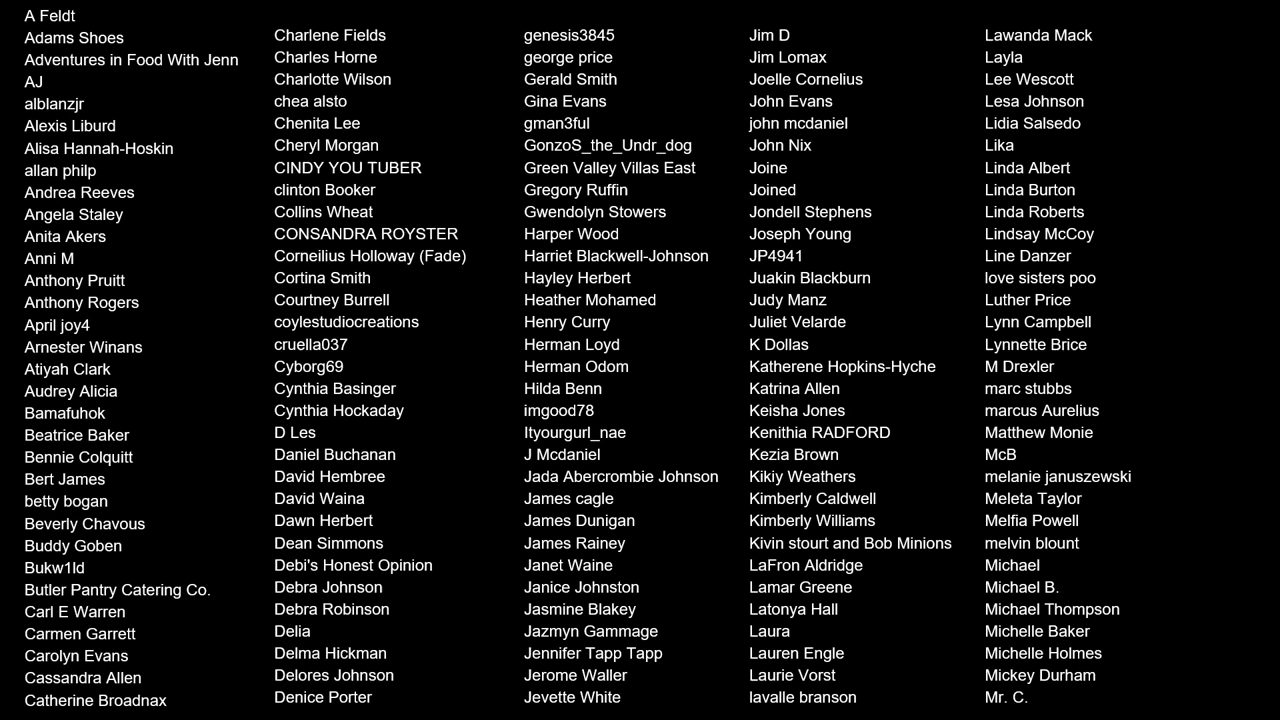 A Feldt
Adams Shoes
Adventures in Food With Jenn
AJ
alblanzjr
Alexis Liburd
Alisa Hannah-Hoskin
allan philp
Andrea Reeves
Angela Staley
Anita Akers
Anni M
Anthony Pruitt
Anthony Rogers
April joy4
Arnester Winans
Atiyah Clark
Audrey Alicia
Bamafuhok
Beatrice Baker
Bennie Colquitt
Bert James
betty bogan
Beverly Chavous
Buddy Goben
Bukw1ld
Butler Pantry Catering Co.
Carl E Warren
Carmen Garrett
Carolyn Evans
Cassandra Allen
Catherine Broadnax
Charlene Fields
Charles Horne
Charlotte Wilson
chea alsto
Chenita Lee
Cheryl Morgan
CINDY YOU TUBER
clinton Booker
Collins Wheat
CONSANDRA ROYSTER
Corneilius Holloway (Fade)
Cortina Smith
Courtney Burrell
coylestudiocreations
cruella037
Cyborg69
Cynthia Basinger
Cynthia Hockaday
D Les
Daniel Buchanan
David Hembree
David Waina
Dawn Herbert
Dean Simmons
Debi's Honest Opinion
Debra Johnson
Debra Robinson
Delia
Delma Hickman
Delores Johnson
Denice Porter
genesis3845
george price
Gerald Smith
Gina Evans
gman3ful
GonzoS_the_Undr_dog
Green Valley Villas East
Gregory Ruffin
Gwendolyn Stowers
Harper Wood
Harriet Blackwell-Johnson
Hayley Herbert
Heather Mohamed
Henry Curry
Herman Loyd
Herman Odom
Hilda Benn
imgood78
Ityourgurl_nae
J Mcdaniel
Jada Abercrombie Johnson
James cagle
James Dunigan
James Rainey
Janet Waine
Janice Johnston
Jasmine Blakey
Jazmyn Gammage
Jennifer Tapp Tapp
Jerome Waller
Jevette White
Jim D
Jim Lomax
Joelle Cornelius
John Evans
john mcdaniel
John Nix
Joine
Joined
Jondell Stephens
Joseph Young
JP4941
Juakin Blackburn
Judy Manz
Juliet Velarde
K Dollas
Katherene Hopkins-Hyche
Katrina Allen
Keisha Jones
Kenithia RADFORD
Kezia Brown
Kikiy Weathers
Kimberly Caldwell
Kimberly Williams
Kivin stourt and Bob Minions
LaFron Aldridge
Lamar Greene
Latonya Hall
Laura
Lauren Engle
Laurie Vorst
lavalle branson
Lawanda Mack
Layla
Lee Wescott
Lesa Johnson
Lidia Salsedo
Lika
Linda Albert
Linda Burton
Linda Roberts
Lindsay McCoy
Line Danzer
love sisters poo
Luther Price
Lynn Campbell
Lynnette Brice
M Drexler
marc stubbs
marcus Aurelius
Matthew Monie
McB
melanie januszewski
Meleta Taylor
Melfia Powell
melvin blount
Michael
Michael B.
Michael Thompson
Michelle Baker
Michelle Holmes
Mickey Durham
Mr. C.